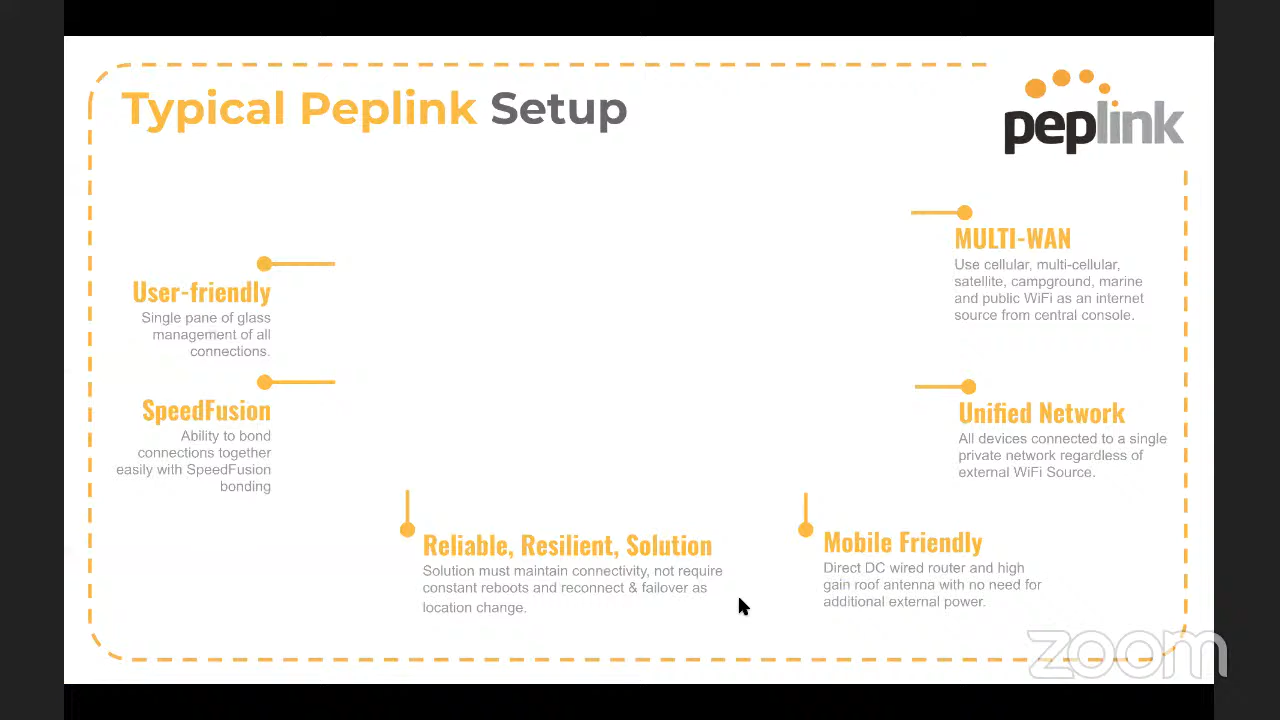 Typical Peplink Setup
peplink
MULTI-WAN
Use cellular, multi-cellular,
satellite, campground, marine
and public WiFi as an internet
source from central console.
User-friendly
Single pane of glass
management of all
connections.
SpeedFusion
Ability to bond
connections together
easily with SpeedFusion
bonding
Unified Network
All devices connected to a single
private network regardless of
external WiFi Source.
Reliable, Resilient, Solution
Solution must maintain connectivity, not require
constant reboots and reconnect & failover as
location change.
Mobile Friendly
Direct DC wired router and high
gain roof antenna with no need for
additional external power.
zoom